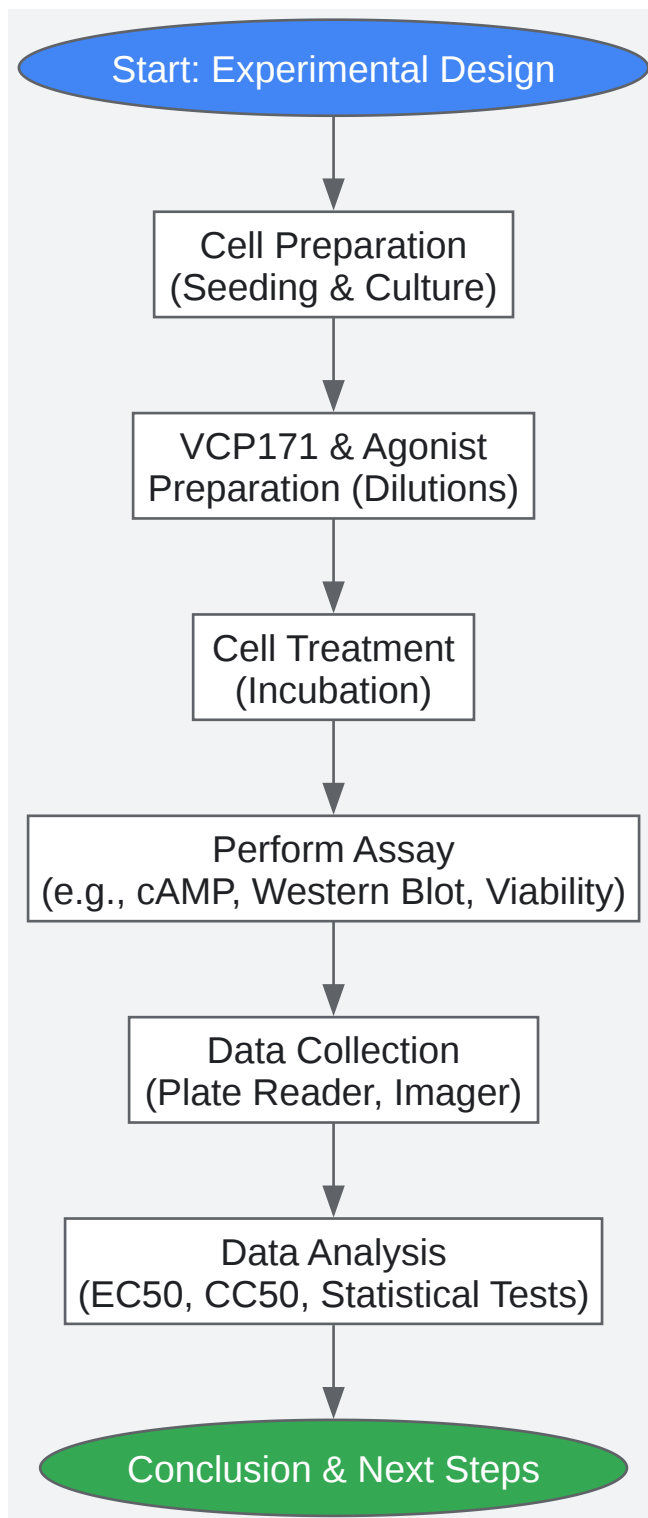 Start: Experimental Design
Cell Preparation
(Seeding & Culture)
VCP171 & Agonist
Preparation (Dilutions)
Cell Treatment
(Incubation)
Perform Assay
(e.g., cAMP, Western Blot, Viability)
Data Collection
(Plate Reader, Imager)
Data Analysis
(EC50, CC50, Statistical Tests)
Conclusion & Next Steps